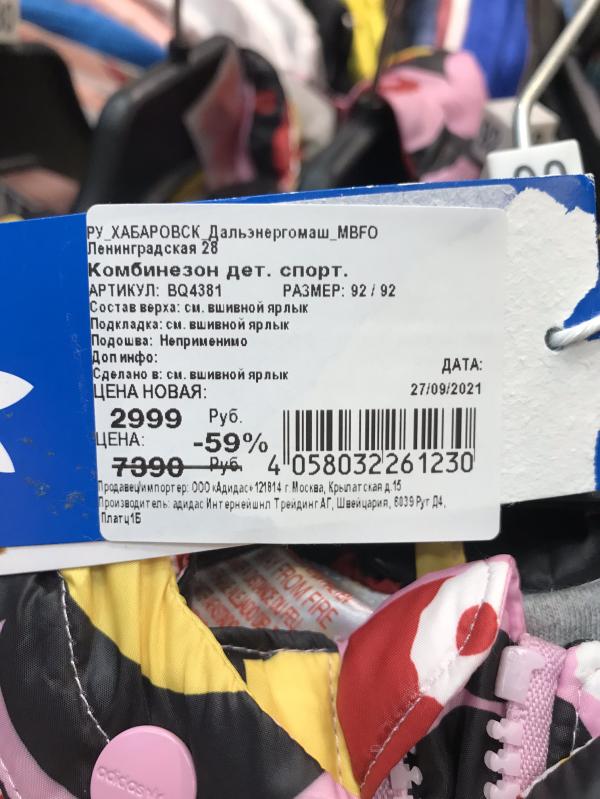 РУ_ХАБАРОВСК_Дальэнергомаш_MBFO
Ленинградская 28
Комбинезон дет. спорт.
АРТИКУЛ: BQ4381 РАЗМЕР: 92 / 92
Состав верха: см. вшивной ярлык
Подкладка: см. вшивной ярлык
Подошва: Неприменимо
Доп инфо:
Сделано в: см. вшивной ярлык
ДАТА:
27/09/2021
ЦЕНА НОВАЯ:
2999 Руб.
ЦЕНА: -59%
7390 Руб.
4 058032 261230
Продавец/импортер: ООО «Адидас» 121814 г. Москва, Крылатская д.15
Производитель: адидас Интернейшнл Трейдинг АГ, Швейцария, 6039 Рут Д4,
Платц1Б
FROM FIRE
adidas